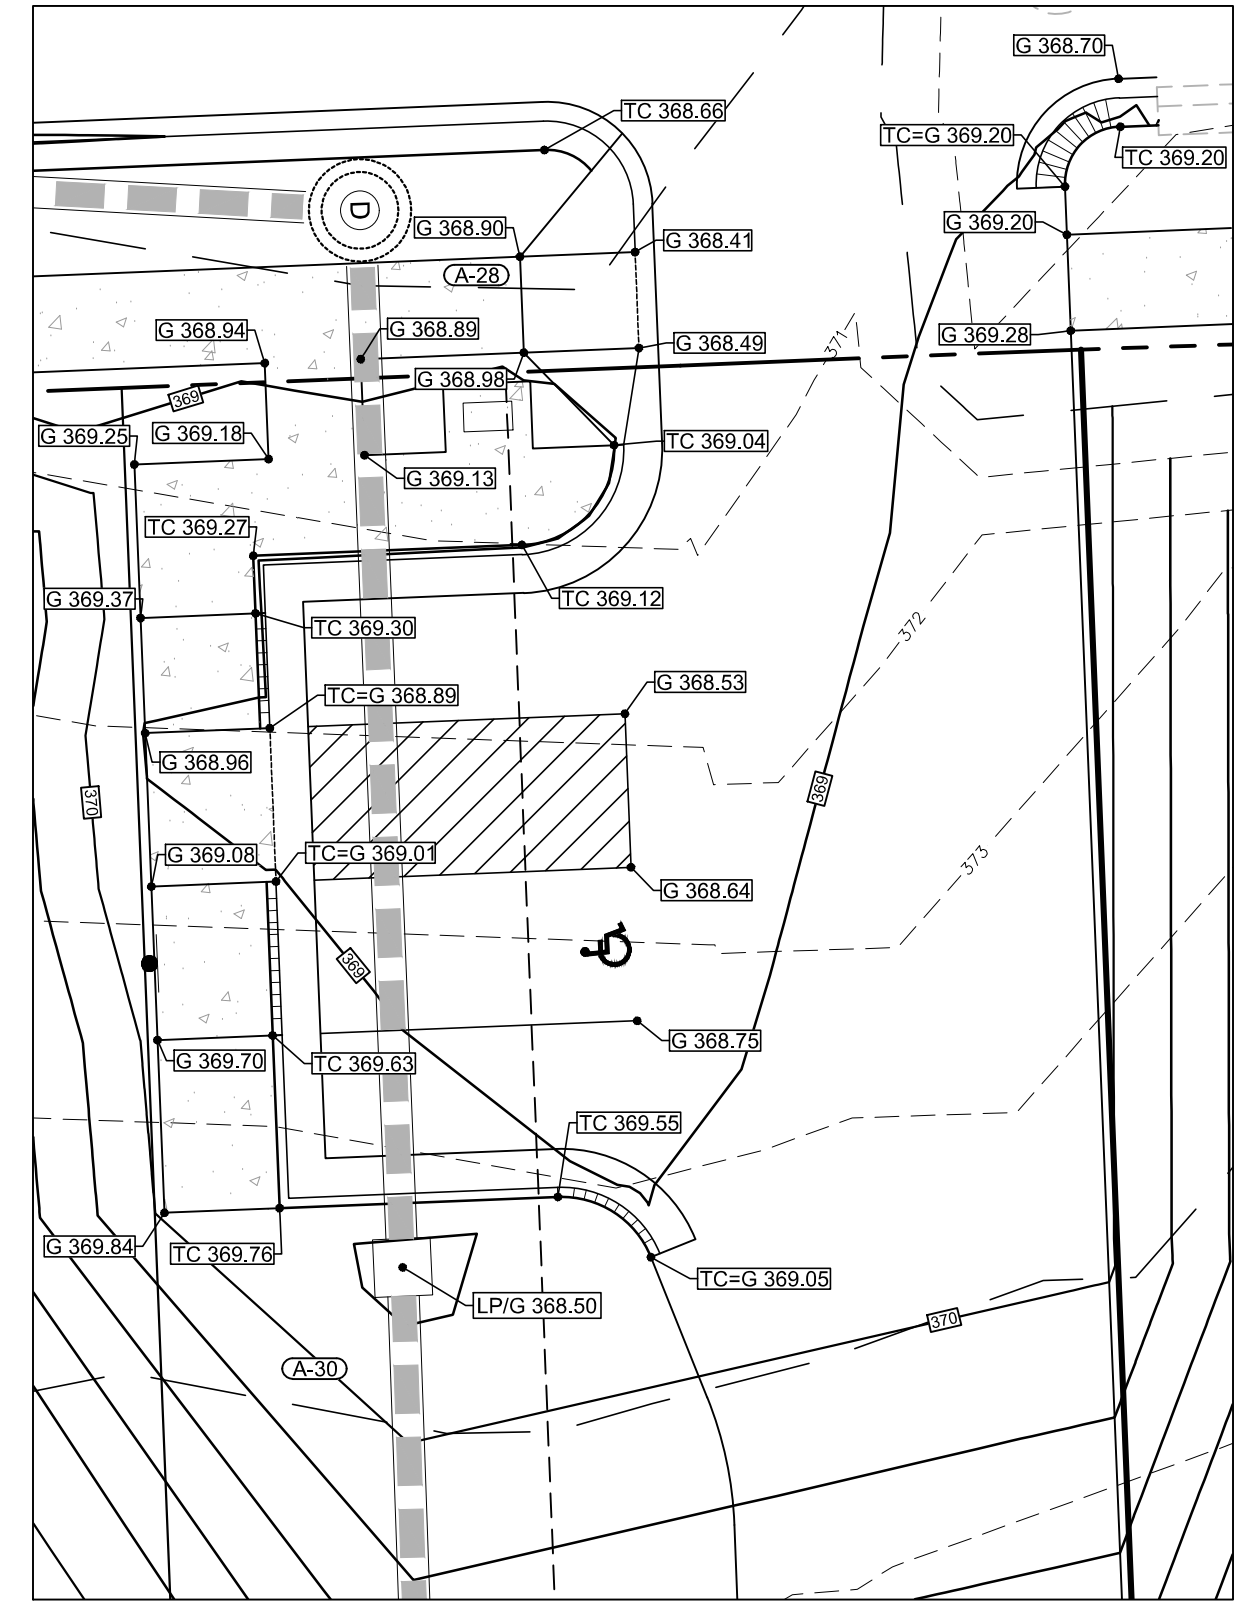 G 368.70
TC 368.66
TC=G 369.20
TC 369.20
D
G 368.90
G 368.41
G 369.20
A-28
G 368.94
G 368.89
G 368.49
G 369.28
371
G 368.98
369
G 369.25
G 369.18
TC 369.04
G 369.13
TC 369.27
G 369.37
TC 369.12
TC 369.30
372
G 368.53
TC=G 368.89
G 368.96
369
370
G 369.08
TC=G 369.01
373
G 368.64
369
G 368.75
G 369.70
TC 369.63
TC 369.55
G 369.84
TC 369.76
TC=G 369.05
LP/G 368.50
370
A-30